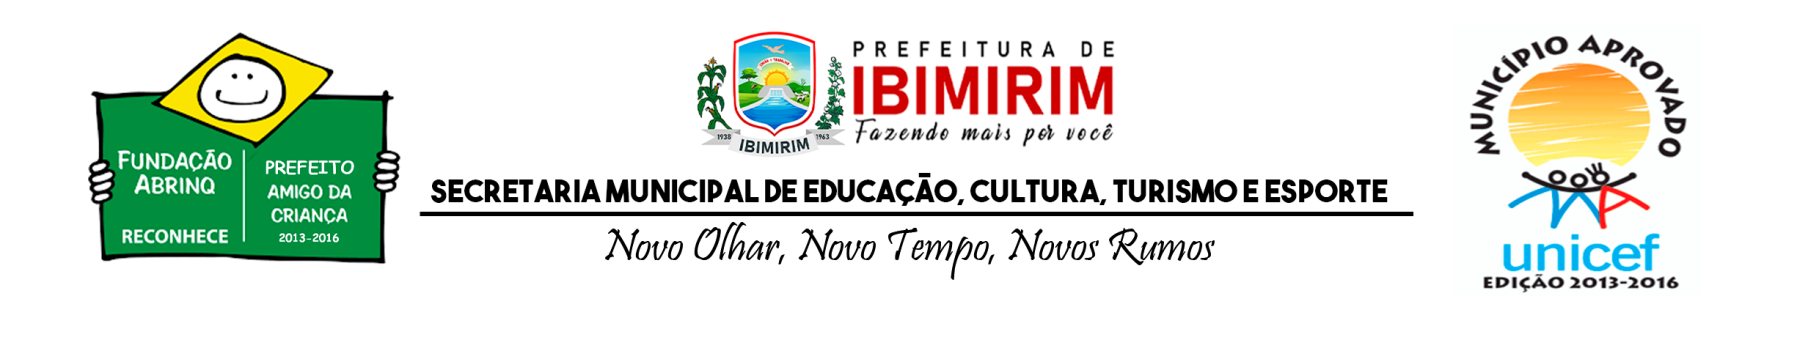 FUNDAÇÃO
ABRINQ
RECONHECE
PREFEITO
AMIGO DA
CRIANÇA
2013-2016
PREFEITURA DE
IBIMIRIM
Fazendo mais por você
1938
1963
IBIMIRIM
SECRETARIA MUNICIPAL DE EDUCAÇÃO, CULTURA, TURISMO E ESPORTE
Novo Olhar, Novo Tempo, Novos Rumos
MUNICÍPIO APROVADO
unicef
EDIÇÃO 2013-2016